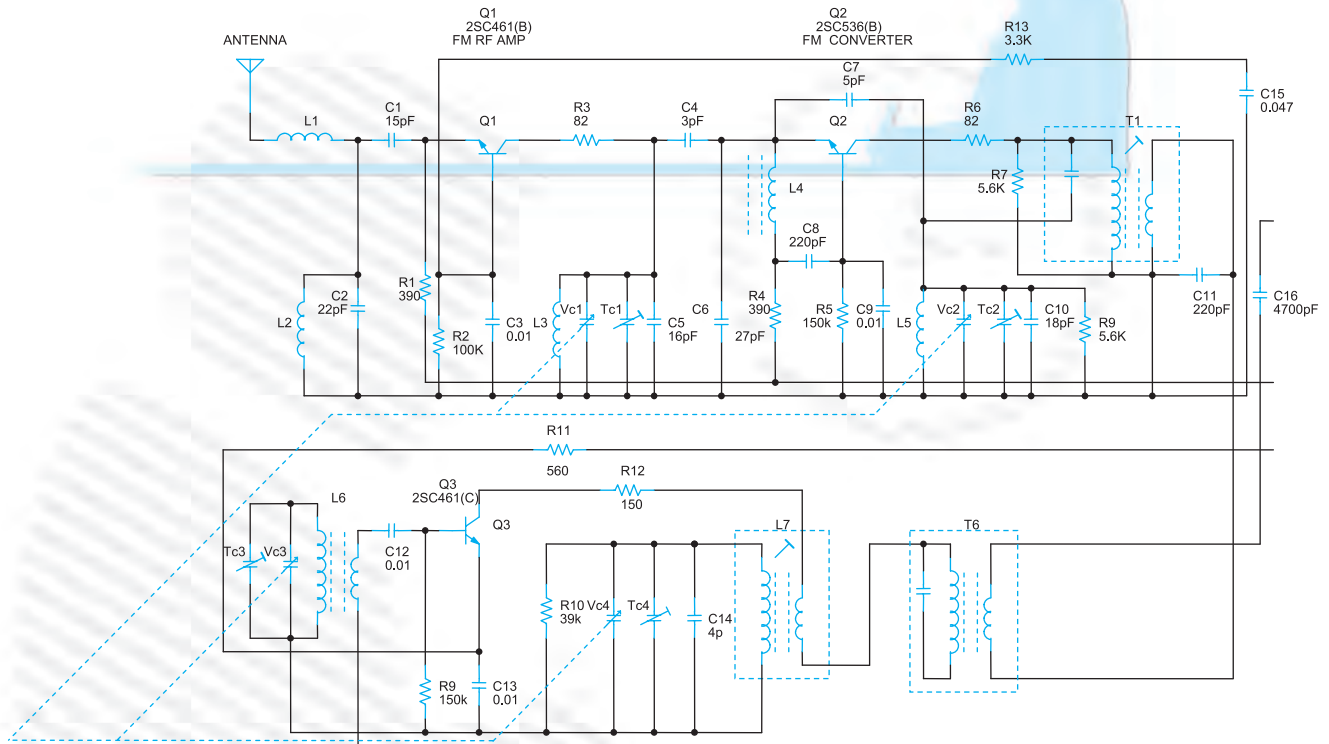 Q1
2SC461(B)
FM RF AMP
Q2
2SC536(B)
FM CONVERTER
R13
3.3K
ANTENNA
C7
5pF
C15
0.047
L1
C1
15pF
Q1
R3
82
C4
3pF
Q2
R6
82
T1
R7
5.6K
L4
C8
220pF
R1
390
C2
22pF
L2
R2
100K
C3
0.01
L3
Vc1
Tc1
C5
16pF
C6
27pF
R4
390
R5
150k
C9
0.01
L5
Vc2
Tc2
C10
18pF
R9
5.6K
C11
220pF
C16
4700pF
R11
560
R12
150
Q3
2SC461(C)
Q3
L6
Tc3
Vc3
C12
0.01
L7
T6
R10
39k
Vc4
Tc4
C14
4p
R9
150k
C13
0.01